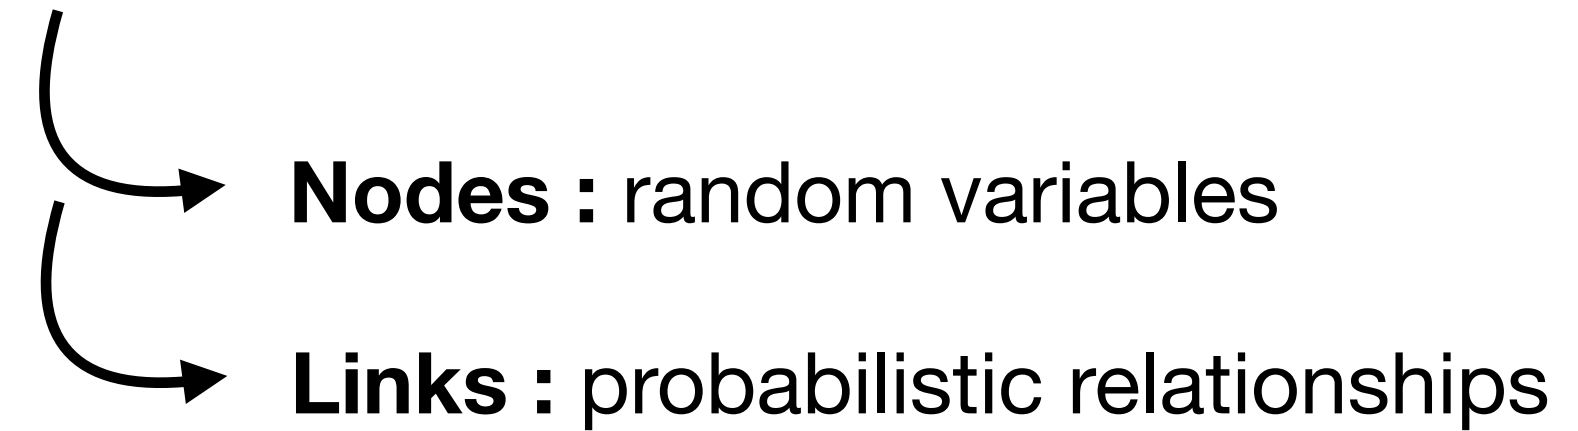 Nodes : random variables
Links : probabilistic relationships